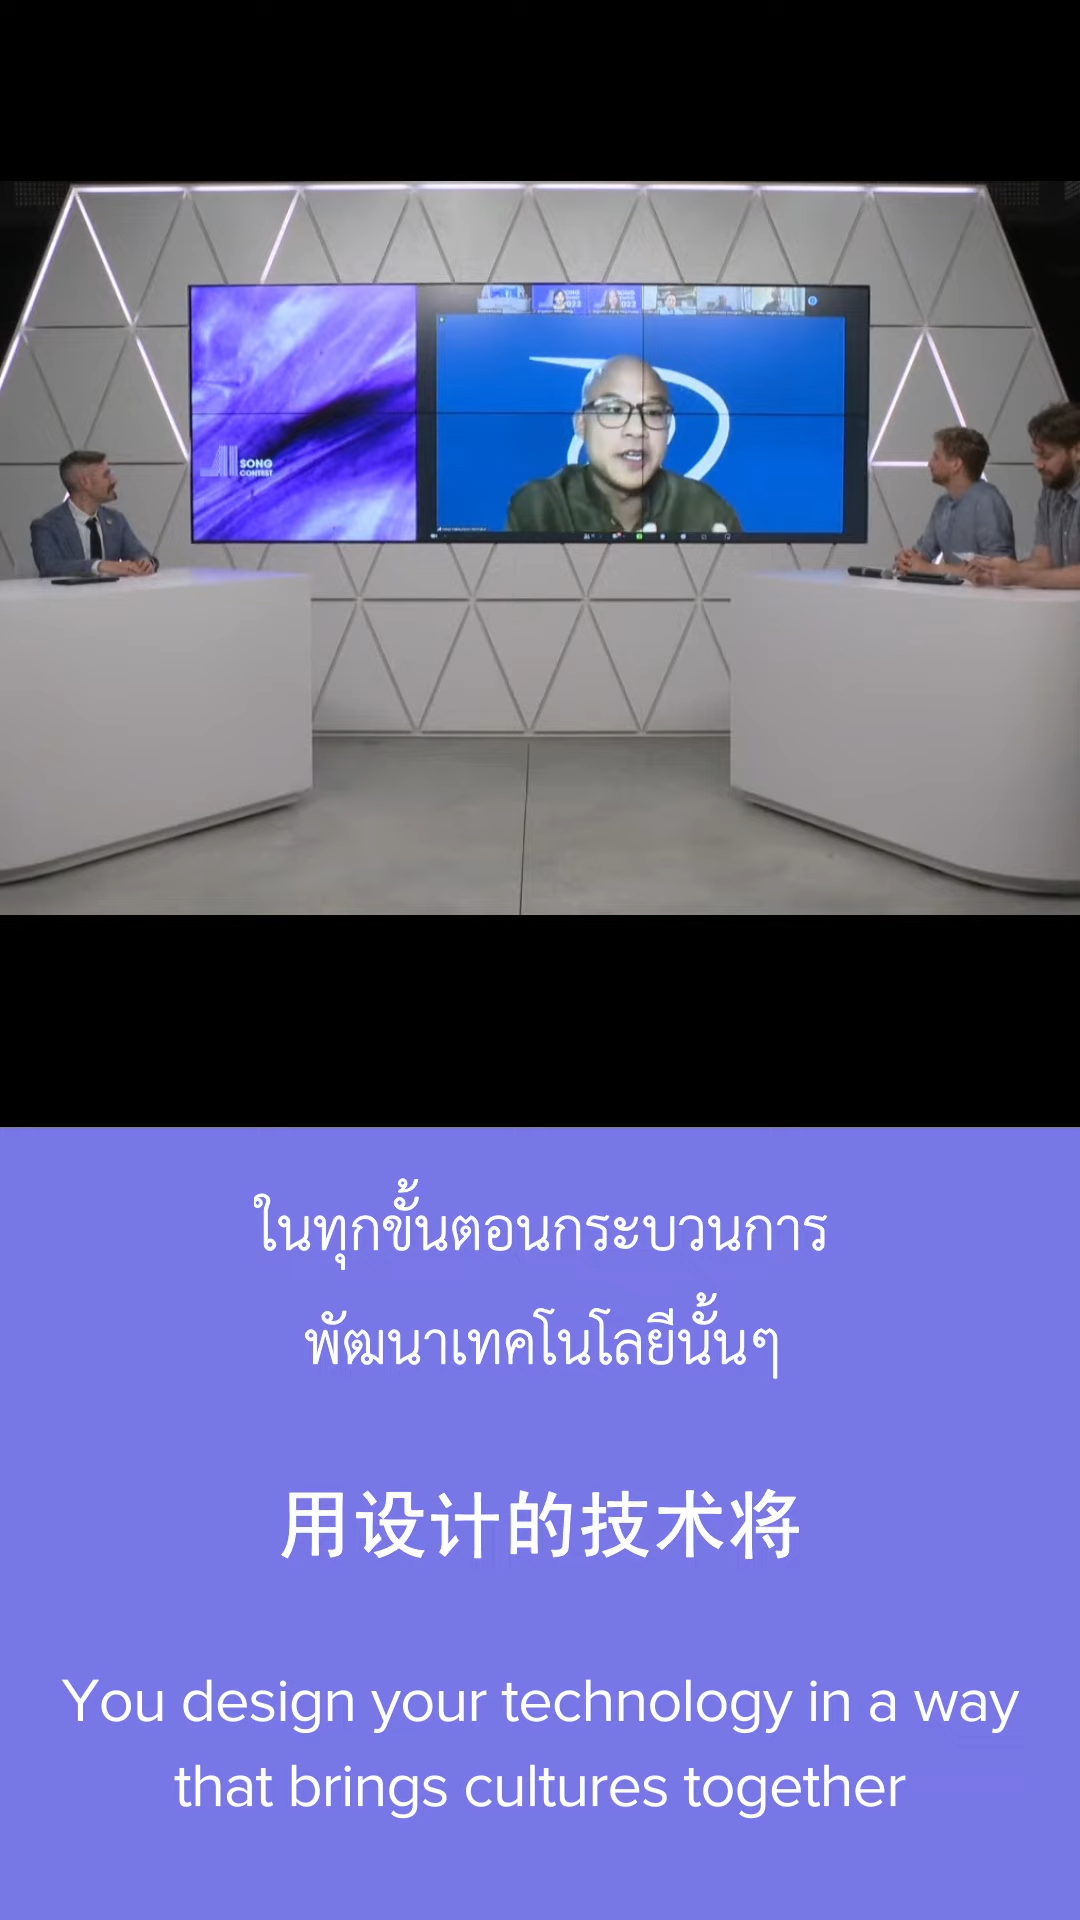 SONG
CONTEST
ในทุกขั้นตอนกระบวนการ
พัฒนาเทคโนโลยีนั้นๆ
用设计的技术将
You design your technology in a way
that brings cultures together